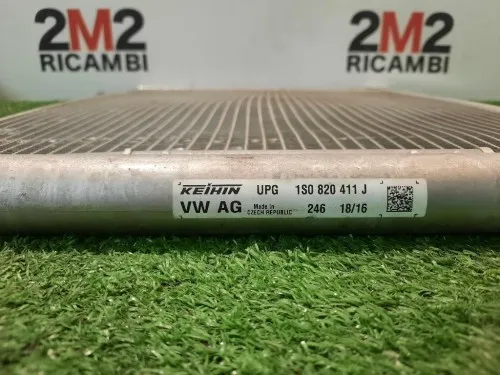 2M2
RICAMBI
2M2
RICAMBI
KEIHIN UPG 1S0 820 411 J
VW AG Made in CZECH REPUBLIC 246 18/16